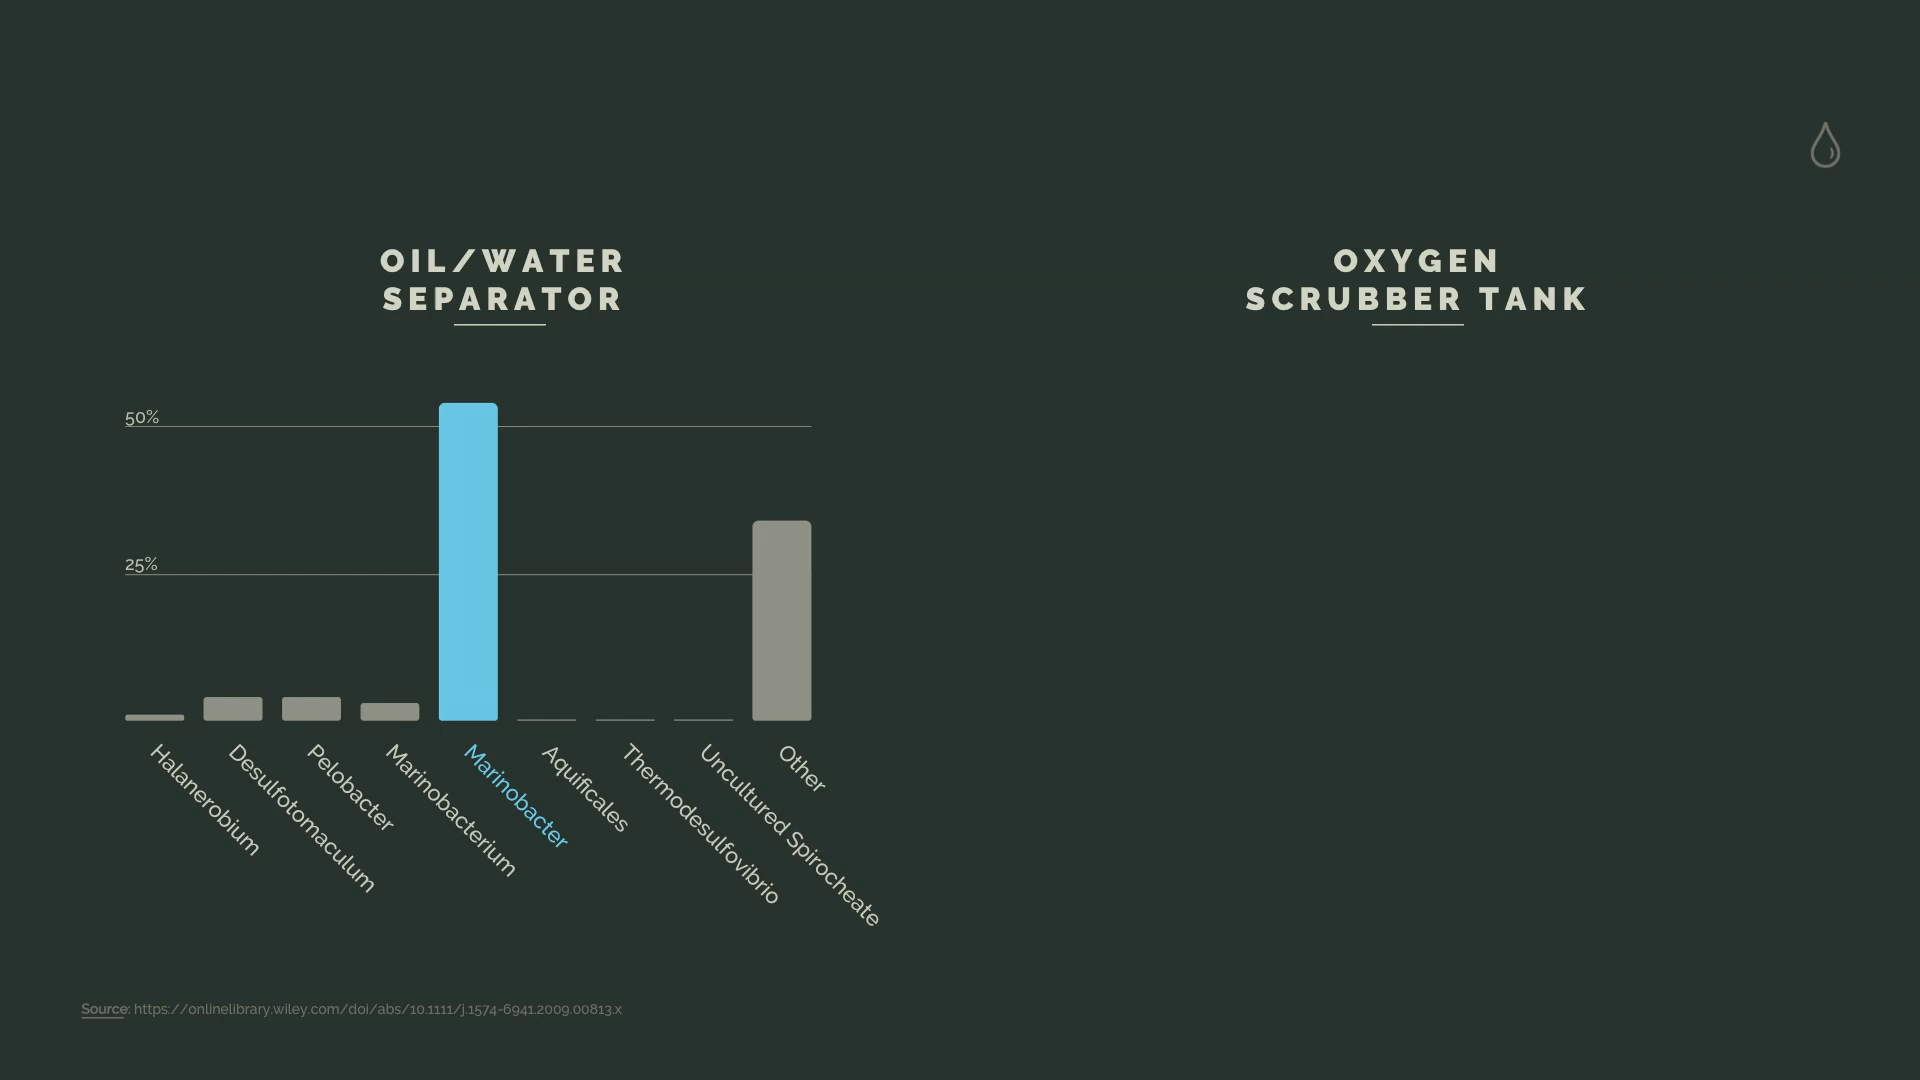 OIL/WATER
SEPARATOR
OXYGEN
SCRUBBER TANK
50%
25%
Halanerobium
Desulfotomaculum
Pelobacter
Marinobacterium
Marinobacter
Aquificales
Thermodesulfovibrio
Uncultured Spirocheate
Other
Source: https://onlinelibrary.wiley.com/doi/abs/10.1111/j.1574-6941.2009.00813.x